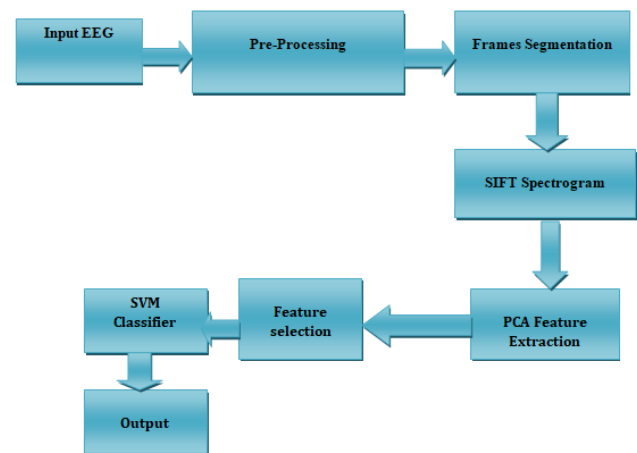 Input EEG
Pre-Processing
Frames Segmentation
SIFT Spectrogram
PCA Feature
Extraction
Feature
selection
SVM
Classifier
Output